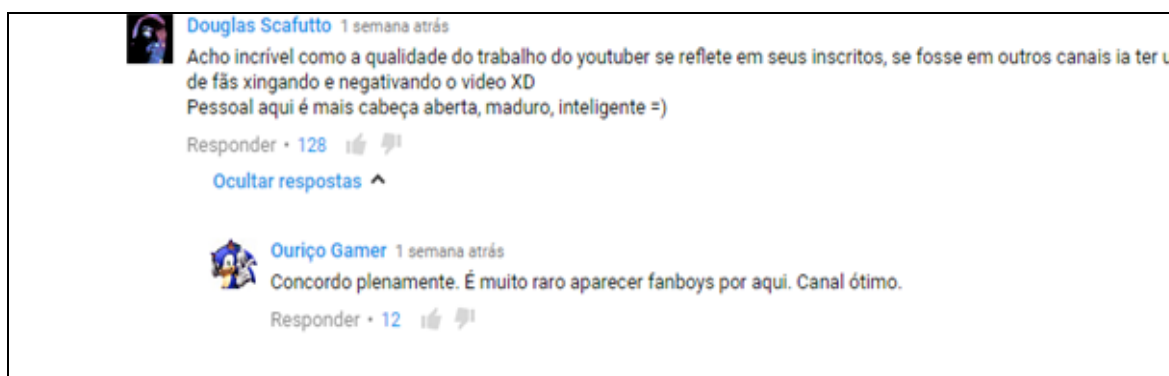 Douglas Scafutto 1 semana atrás
Acho incrível como a qualidade do trabalho do youtuber se reflete em seus inscritos, se fosse em outros canais ia ter
de fãs xingando e negativando o video XD
Pessoal aqui é mais cabeça aberta, maduro, inteligente =)
Responder • 128
Ocultar respostas
Ouriço Gamer 1 semana atrás
Concordo plenamente. É muito raro aparecer fanboys por aqui. Canal ótimo.
Responder • 12